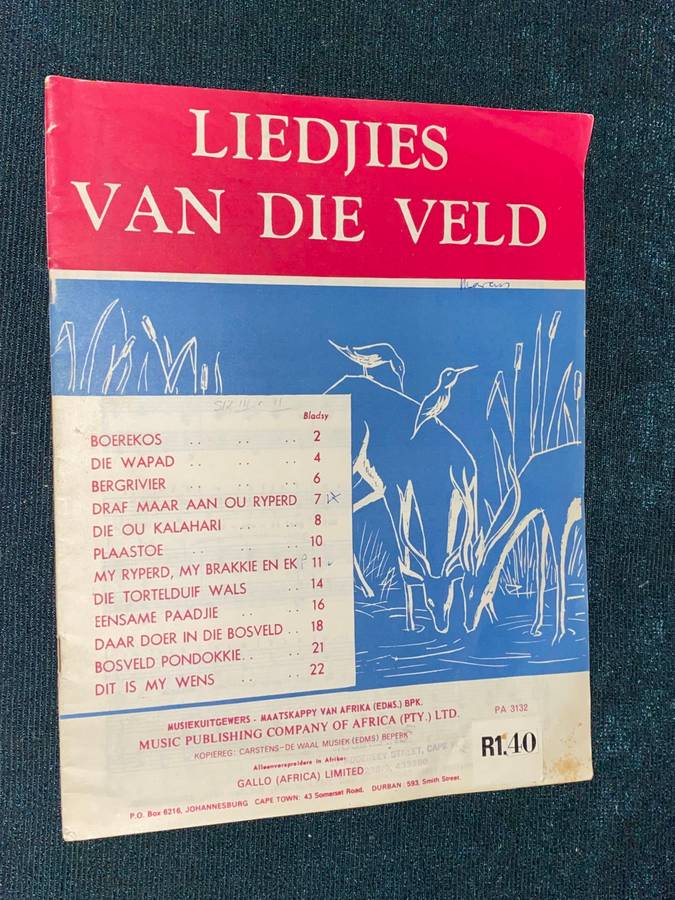 LIEDJIES
VAN DIE VELD
Bladsy
BOEREKOS .. .. .. 2
DIE WAPAD .. .. .. 4
BERGRIVIER .. .. .. 6
DRAF MAAR AAN OU RYPERD 7
DIE OU KALAHARI .. .. 8
PLAASTOE .. .. .. 10
MY RYPERD, MY BRAKKIE EN EK 11
DIE TORTELDUIF WALS .. 14
EENSAME PAADJIE .. .. 16
DAAR DOER IN DIE BOSVELD .. 18
BOSVELD PONDOKKIE.. .. 21
DIT IS MY WENS .. .. 22
MUSIEKUITGEWERS - MAATSKAPPY VAN AFRIKA (EDMS.) BPK.
MUSIC PUBLISHING COMPANY OF AFRICA (PTY.) LTD.
PA 3132
KOPIEREG: CARSTENS-DE WAAL MUSIEK (EDMS) BEPERK
R1.40
Alleenverspreiders in Afrika:
GALLO (AFRICA) LIMITED
P.O. Box 6216, JOHANNESBURG CAPE TOWN: 43 Somerset Road, DURBAN: 593, Smith Street.